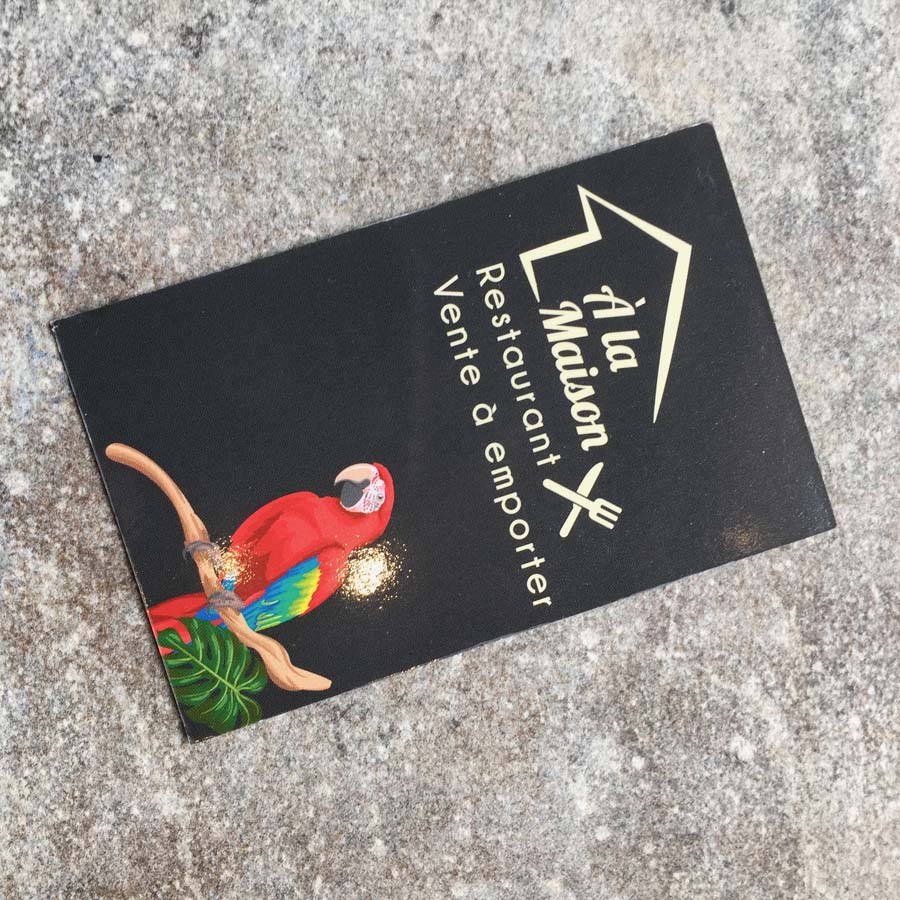 À la
Maison
Restaurant
Vente à emporter